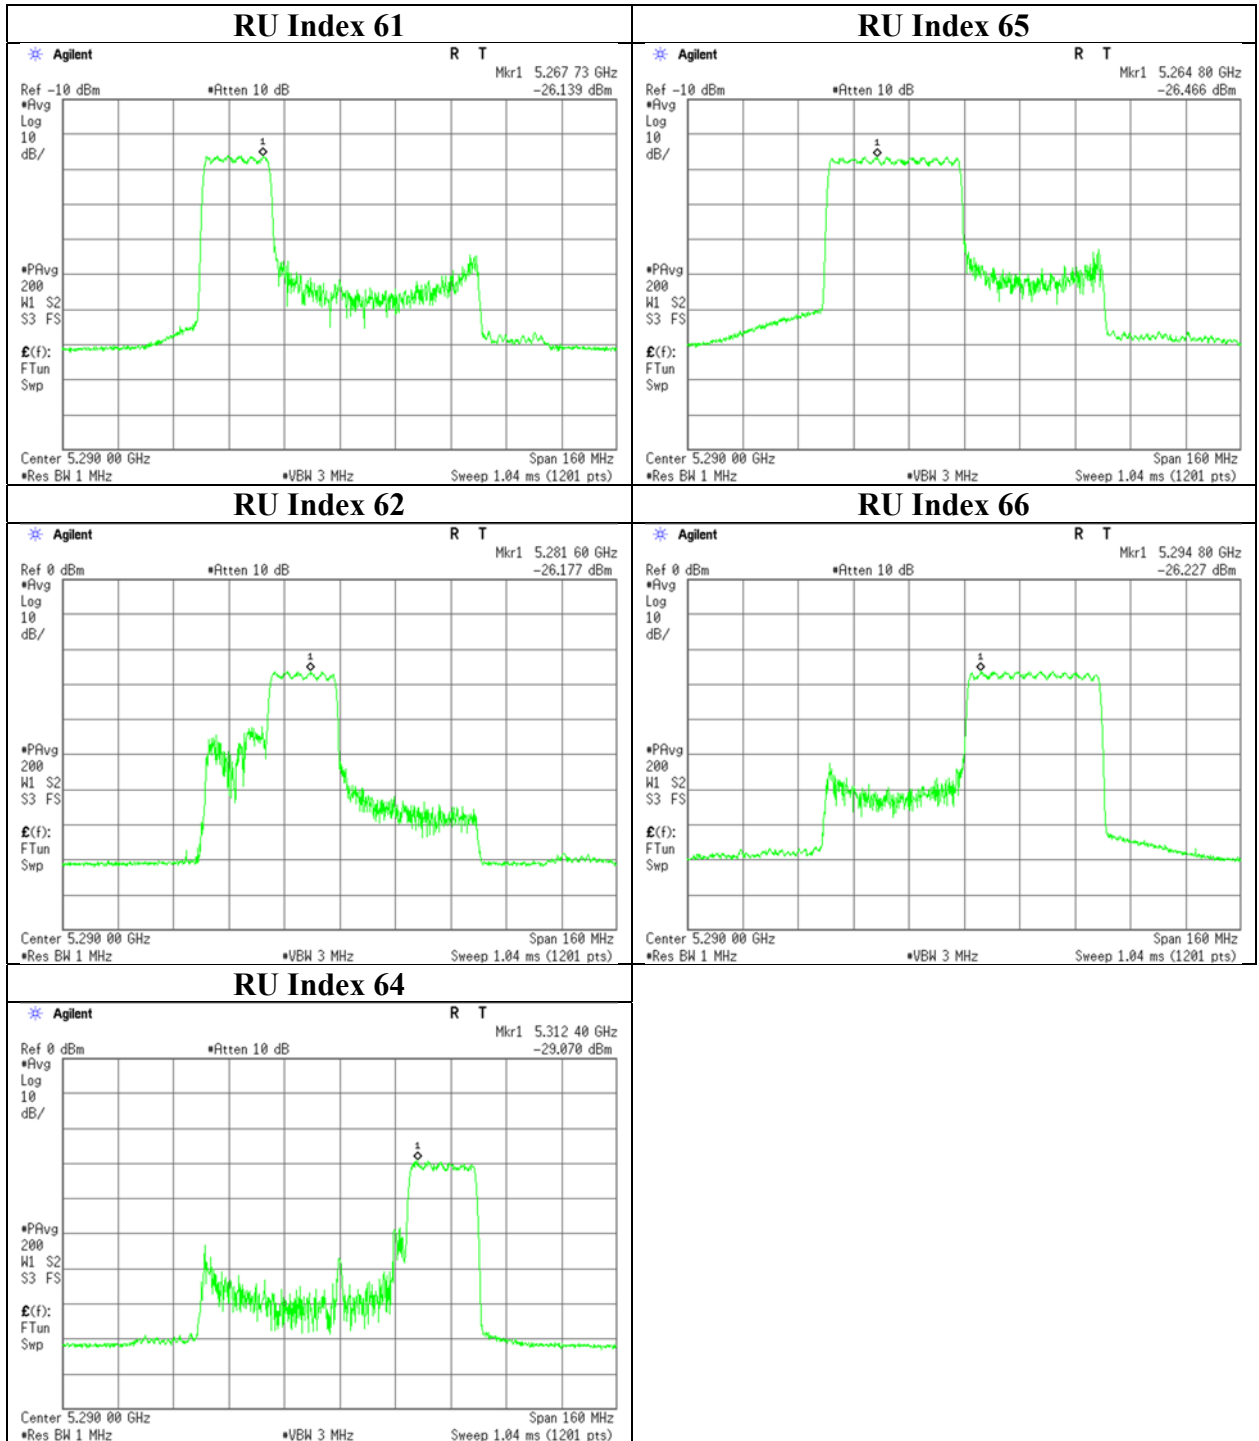 RU Index 61
Agilent R T
Mkr1 5.267 73 GHz
Ref -10 dBm *Atten 10 dB -26.139 dBm
*Avg
Log
10
dB/
1
*PAvg
200
W1 S2
S3 FS
£(f):
FTun
Swp
Center 5.290 00 GHz Span 160 MHz
*Res BW 1 MHz *VBW 3 MHz Sweep 1.04 ms (1201 pts)
RU Index 65
Agilent R T
Mkr1 5.264 80 GHz
Ref -10 dBm *Atten 10 dB -26.466 dBm
*Avg
Log
10
dB/
1
*PAvg
200
W1 S2
S3 FS
£(f):
FTun
Swp
Center 5.290 00 GHz Span 160 MHz
*Res BW 1 MHz *VBW 3 MHz Sweep 1.04 ms (1201 pts)
RU Index 62
Agilent R T
Mkr1 5.281 60 GHz
Ref 0 dBm *Atten 10 dB -26.177 dBm
*Avg
Log
10
dB/
1
*PAvg
200
W1 S2
S3 FS
£(f):
FTun
Swp
Center 5.290 00 GHz Span 160 MHz
*Res BW 1 MHz *VBW 3 MHz Sweep 1.04 ms (1201 pts)
RU Index 66
Agilent R T
Mkr1 5.294 80 GHz
Ref 0 dBm *Atten 10 dB -26.227 dBm
*Avg
Log
10
dB/
1
*PAvg
200
W1 S2
S3 FS
£(f):
FTun
Swp
Center 5.290 00 GHz Span 160 MHz
*Res BW 1 MHz *VBW 3 MHz Sweep 1.04 ms (1201 pts)
RU Index 64
Agilent R T
Mkr1 5.312 40 GHz
Ref 0 dBm *Atten 10 dB -29.070 dBm
*Avg
Log
10
dB/
1
*PAvg
200
W1 S2
S3 FS
£(f):
FTun
Swp
Center 5.290 00 GHz Span 160 MHz
*Res BW 1 MHz *VBW 3 MHz Sweep 1.04 ms (1201 pts)